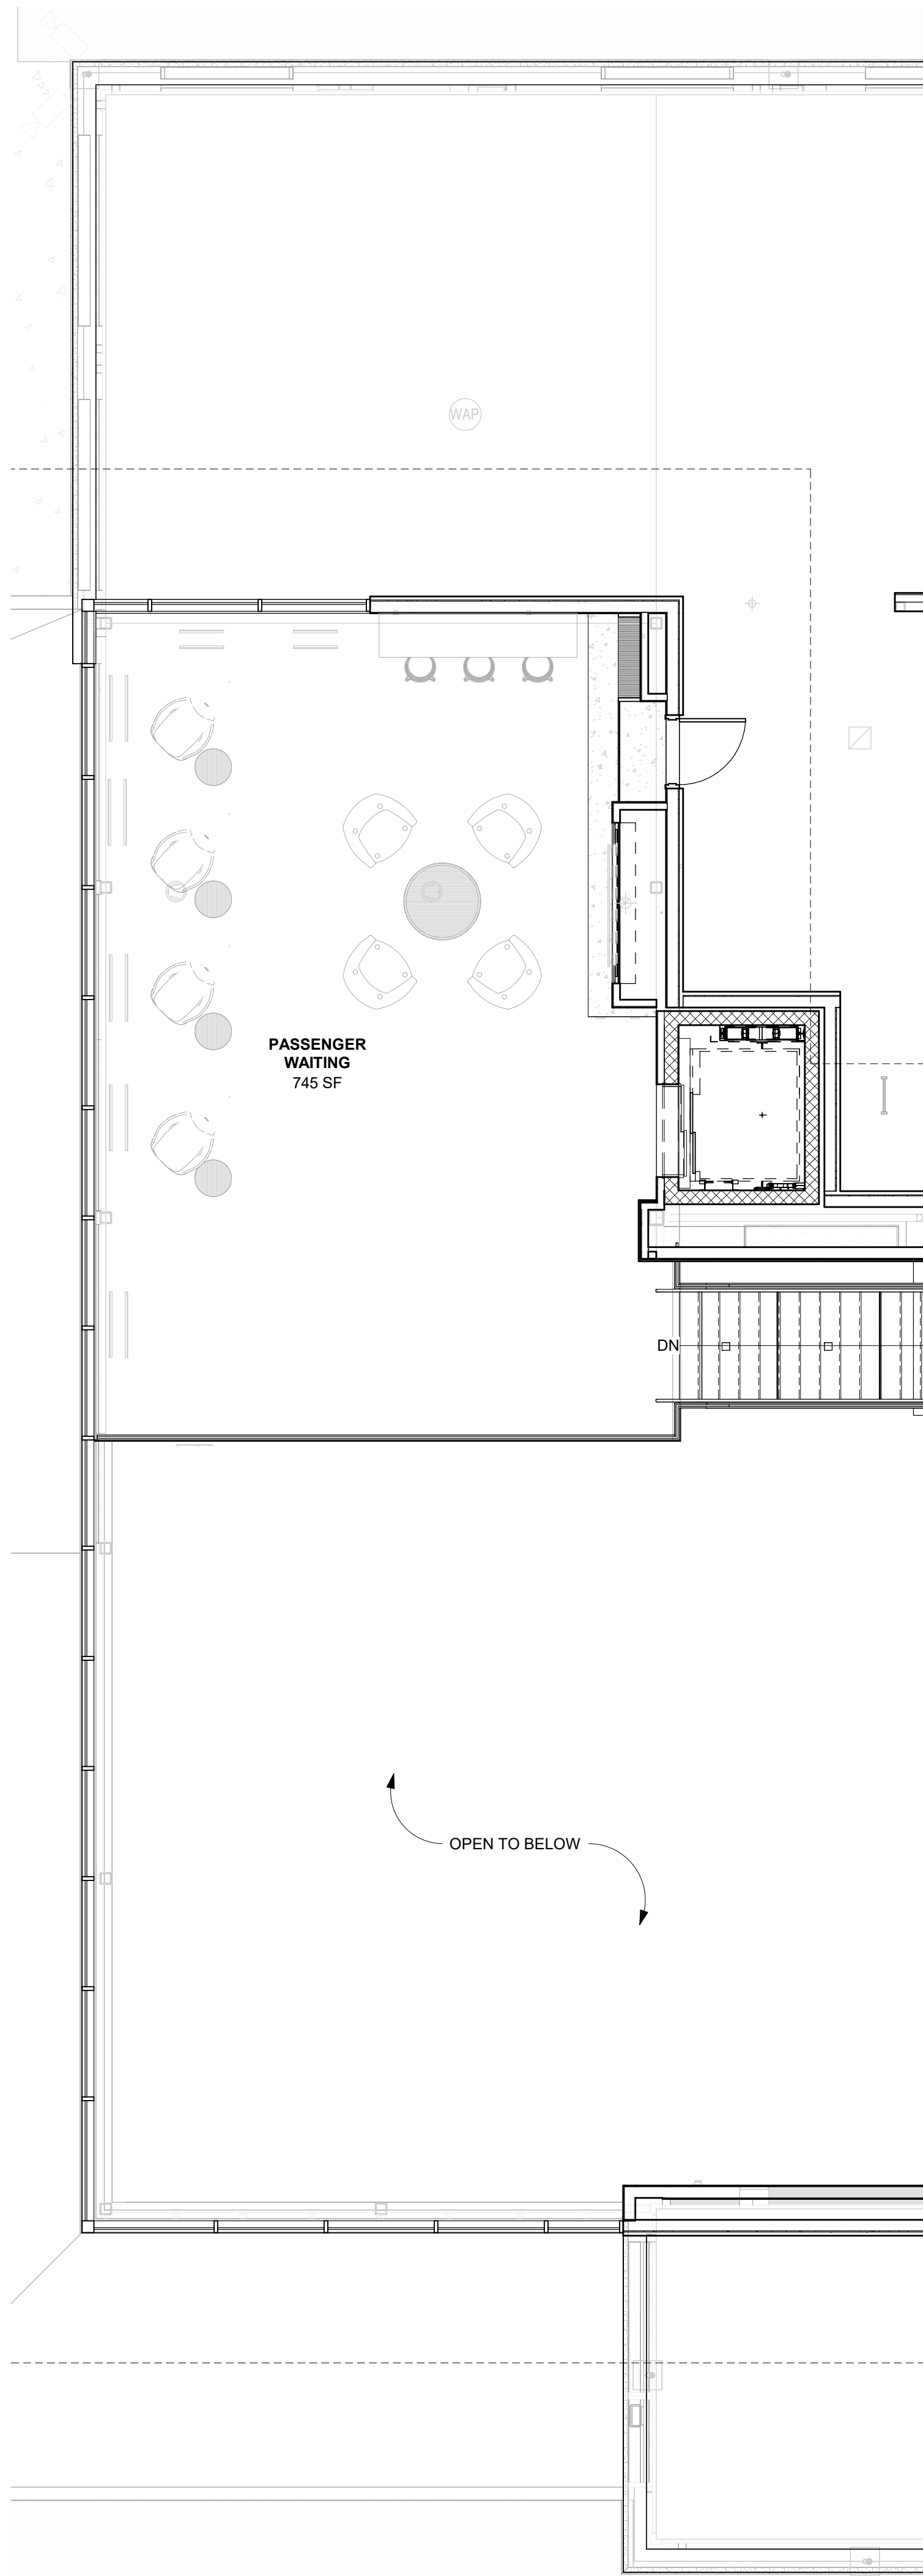 WAP
PASSENGER
WAITING
745 SF
DN
OPEN TO BELOW